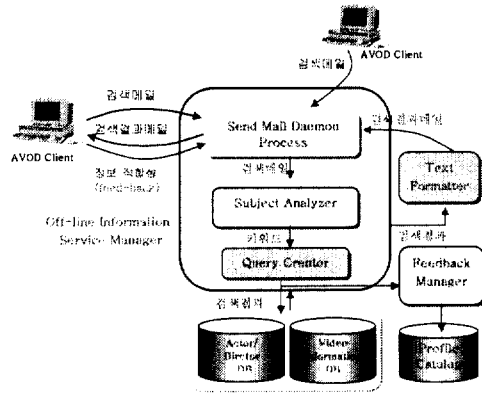 AVOD Client
검색메일
검색메일
검색결과메일
AVOD Client
정보 적합성
(feed-back)
Send Mail Daemon
Process
검색결과메일
검색메일
Text
Formatter
Subject Analyzer
Off-line Information
Service Manager
키워드
검색결과
Query Creator
Feedback
Manager
검색결과
Actor/
Director
DB
Video
Information
DB
Profile
Catalog